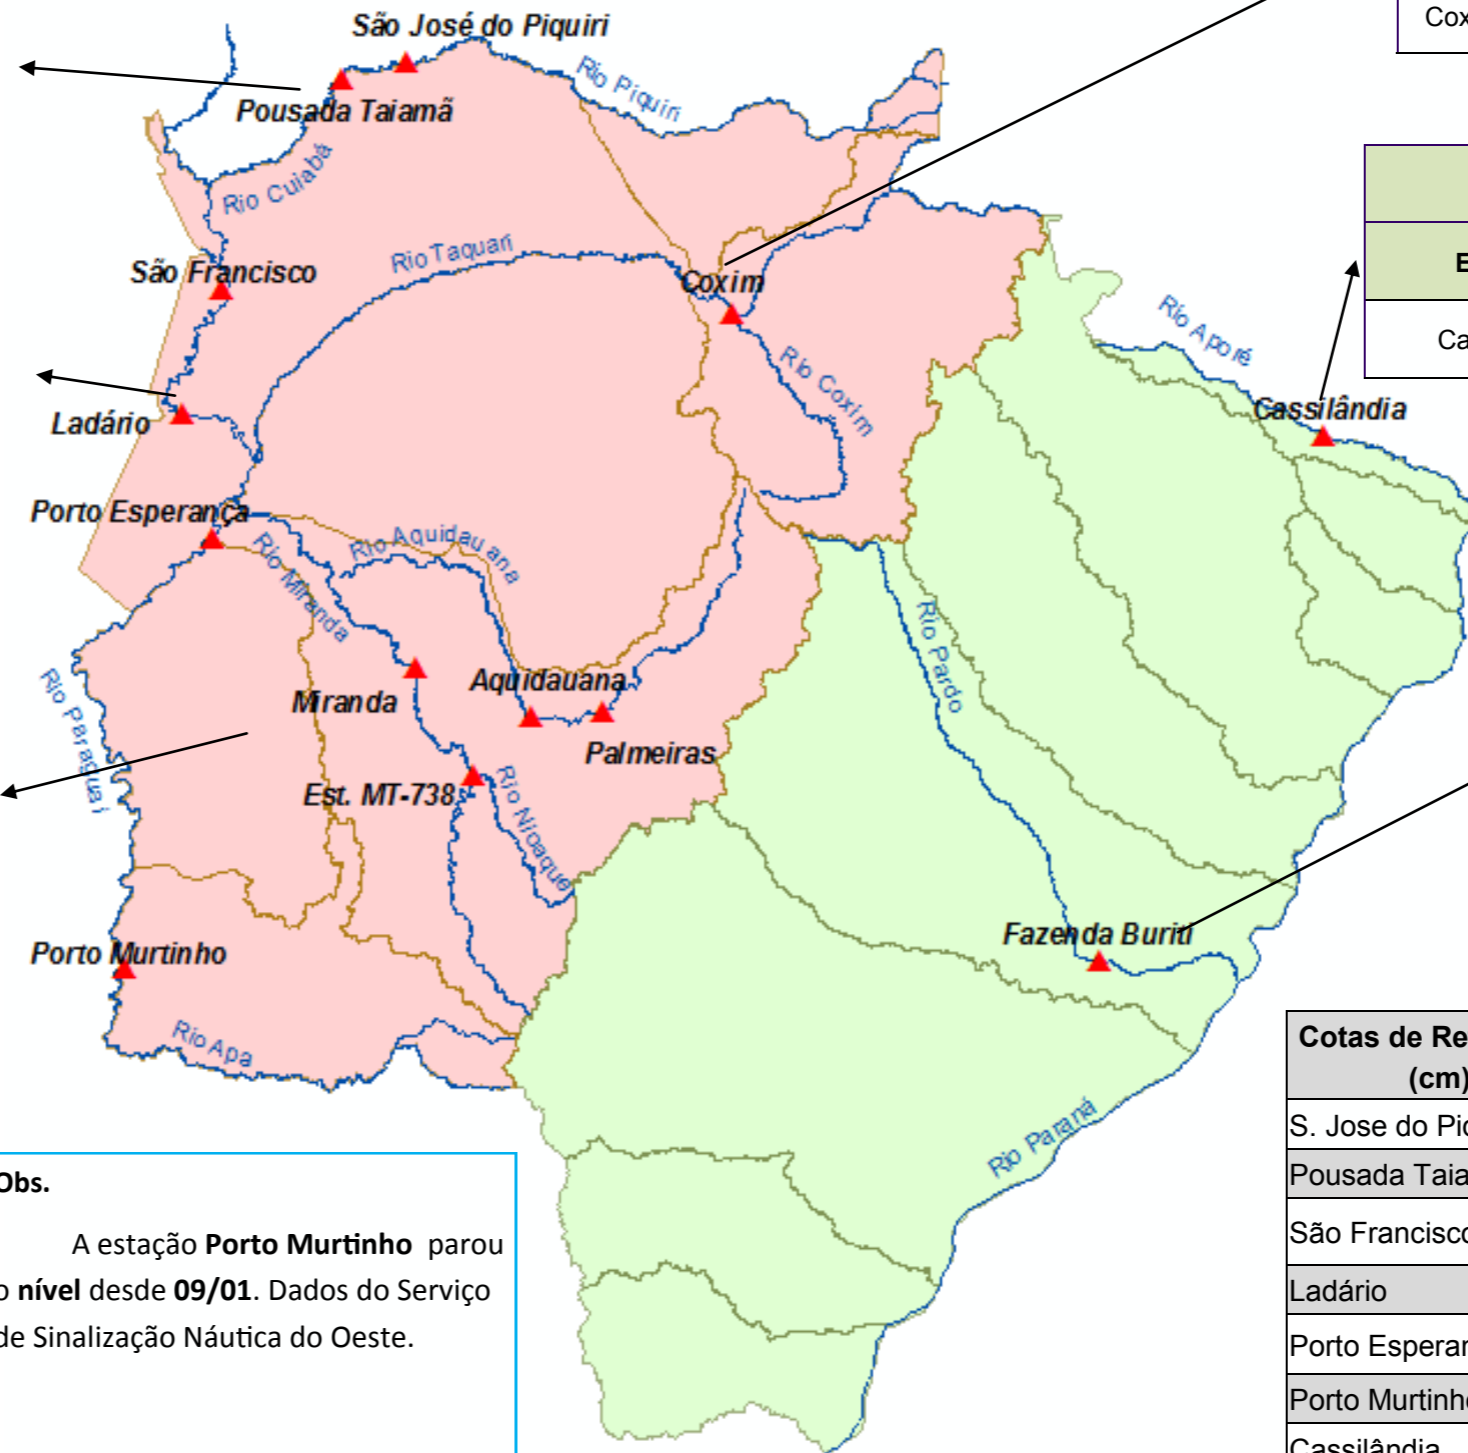 São José do Piquiri
Rio Piquiri
Pousada Taiamã
Rio Cuiabá
São Francisco
Rio Taquari
Coxim
Rio Coxim
Rio Aporé
Cassilândia
Ladário
Porto Esperança
Rio Miranda
Rio Aquidauana
Rio Pardo
Rio Paraguai
Miranda
Aquidauana
Palmeiras
Est. MT-738
Rio Nioaque
Fazenda Buriti
Porto Murtinho
Rio Apa
Rio Paraná
Obs.
A estação Porto Murtinho parou
o nível desde 09/01. Dados do Serviço
de Sinalização Náutica do Oeste.
Cox
E
Ca
Cotas de Re
(cm)
S. Jose do Pi
Pousada Taia
São Francisco
Ladário
Porto Espera
Porto Murtinho
Cassilândia